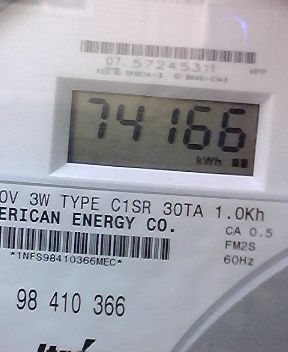 07 57245311
74166
kWh
0V 3W TYPE C1SR 30TA 1.0Kh
ERICAN ENERGY CO. CA 0.5
FM2S
*1NFS98410366MEC* 60Hz
98 410 366